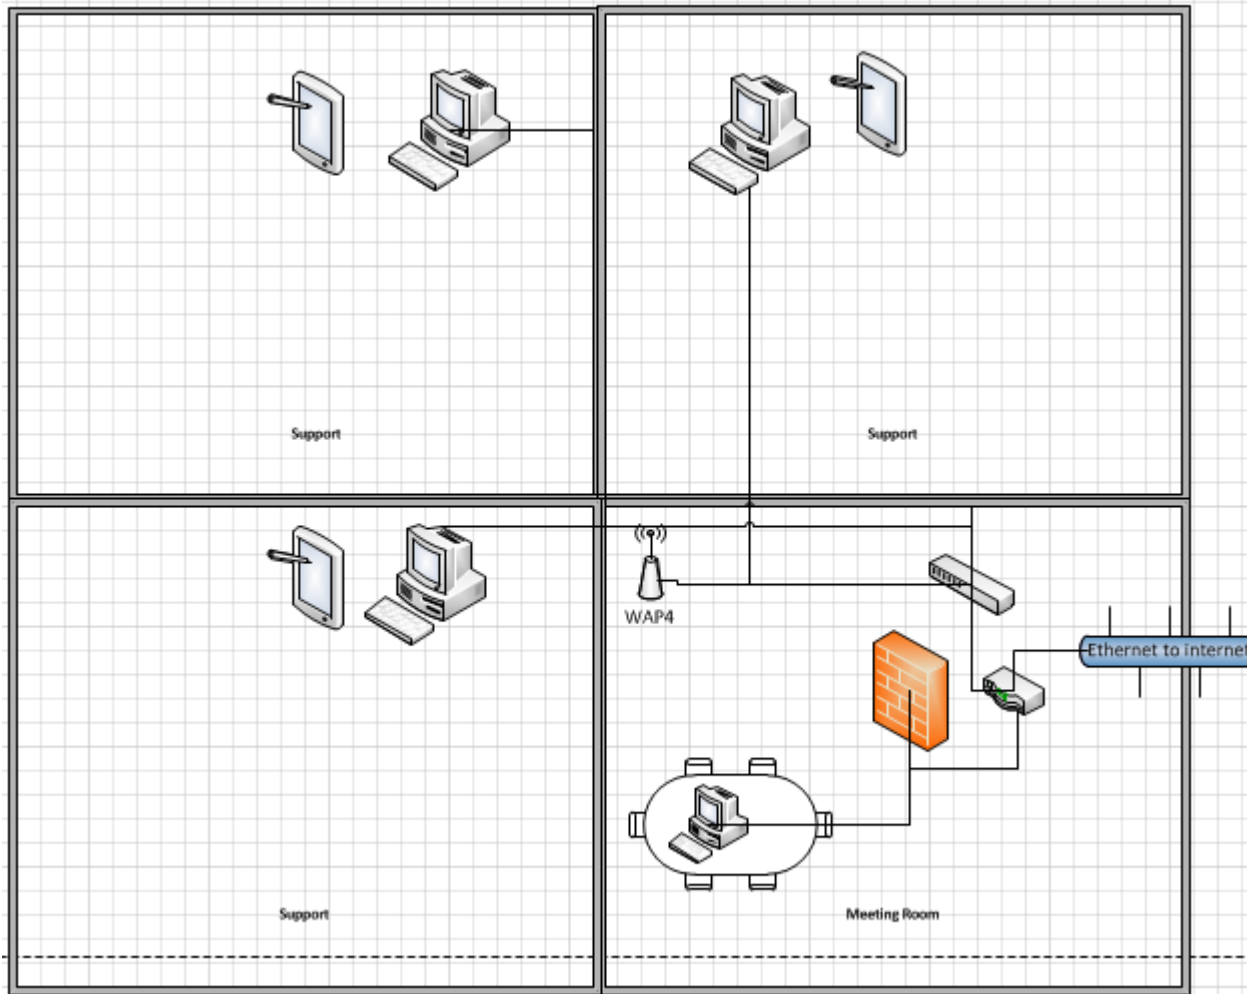 Support
Support
WAP4
Ethernet to internet
Support
Meeting Room